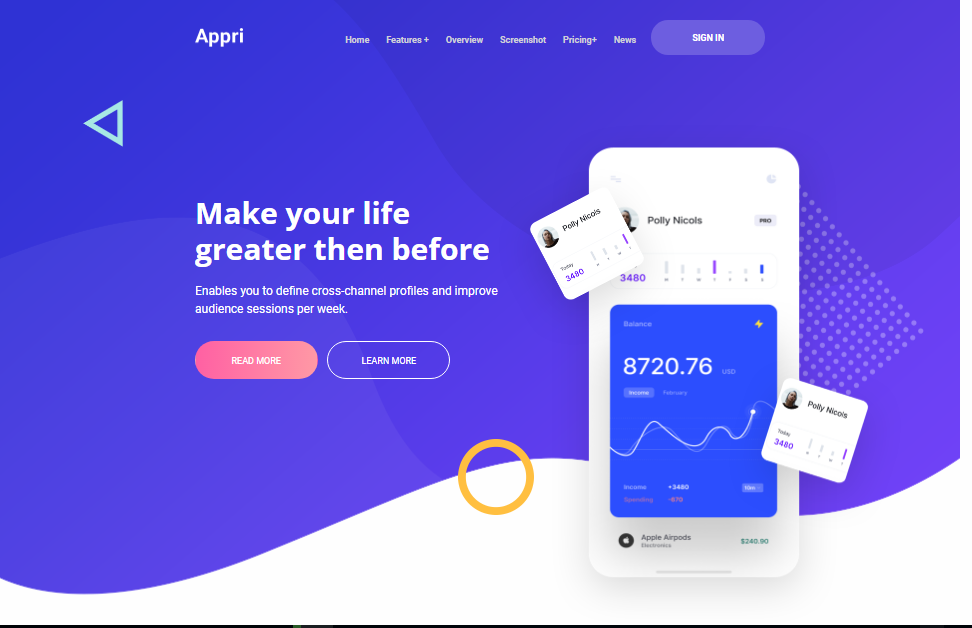 Appri
Home Features + Overview Screenshot Pricing+ News SIGN IN
Make your life
greater then before
Enables you to define cross-channel profiles and improve
audience sessions per week.
READ MORE LEARN MORE
Polly Nicols PRO
3480
Polly Nicols
Today
3480
Balance
8720.76 USD
Income February
Income +3480 10m
Spending -870
Apple Airpods $240.90
Electronics
Polly Nicols
Today
3480